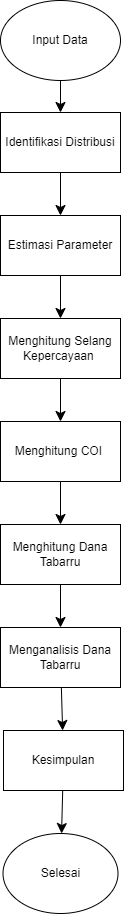 Input Data
Identifikasi Distribusi
Estimasi Parameter
Menghitung Selang
Kepercayaan
Menghitung COI
Menghitung Dana
Tabarru
Menganalisis Dana
Tabarru
Kesimpulan
Selesai